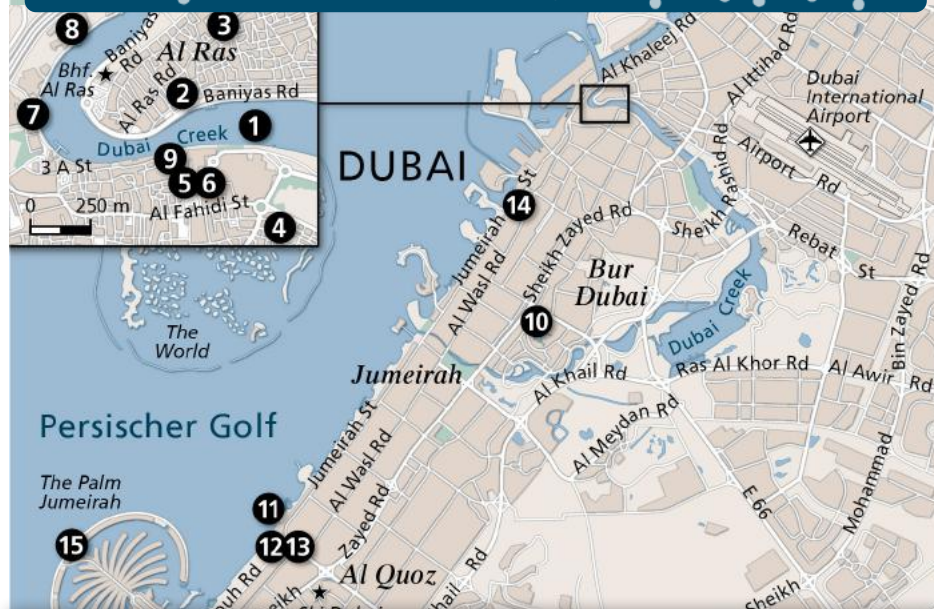 8
3
Baniyas
Rd
Al Ras
Bhf.
Al Ras
Al Ras Rd
2
Baniyas Rd
7
1
Dubai Creek
9
3 A St
5
6
0 250 m
Al Fahidi St
4
Al Khaleej Rd
Al Ittihad Rd
Dubai
International
Airport
Airport Rd
DUBAI
14
Jumeirah St
Al Wasl Rd
Sheikh Zayed Rd
Sheikh Rashid Rd
Rebat St
Bin Zayed Rd
Mohammad
Bur
Dubai
10
Dubai Creek
The
World
Jumeirah
Al Khail Rd
Ras Al Khor Rd
Al Awir Rd
Al Meydan Rd
Persischer Golf
Jumeirah St
Al Wasl Rd
Zayed Rd
E 66
The Palm
Jumeirah
11
15
12
13
Al Quoz
Rd
Rd
Sheikh